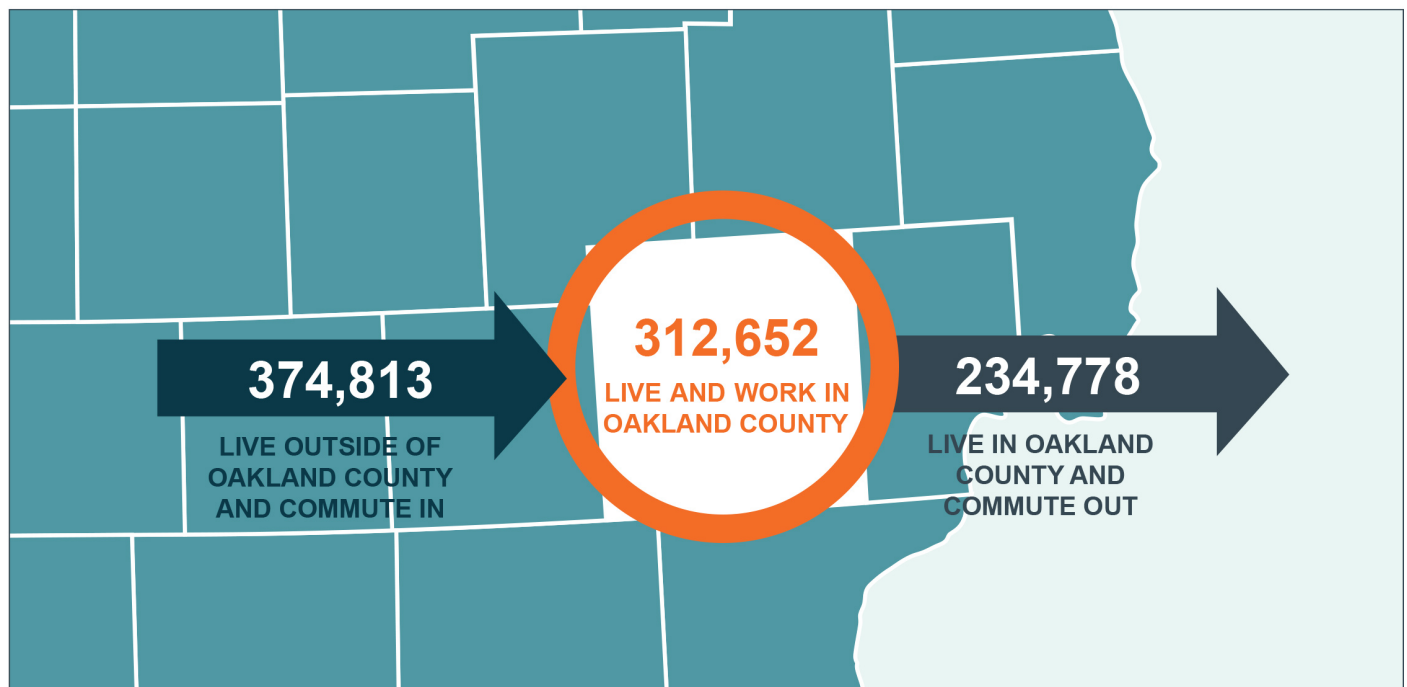 374,813
LIVE OUTSIDE OF
OAKLAND COUNTY
AND COMMUTE IN
312,652
LIVE AND WORK IN
OAKLAND COUNTY
234,778
LIVE IN OAKLAND
COUNTY AND
COMMUTE OUT